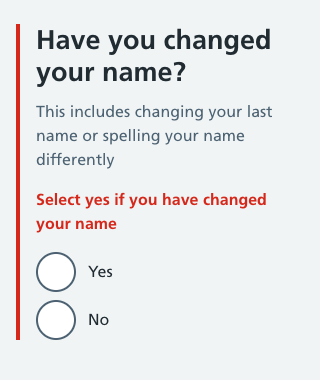 Have you changed
your name?
This includes changing your last
name or spelling your name
differently
Select yes if you have changed
your name
Yes
No